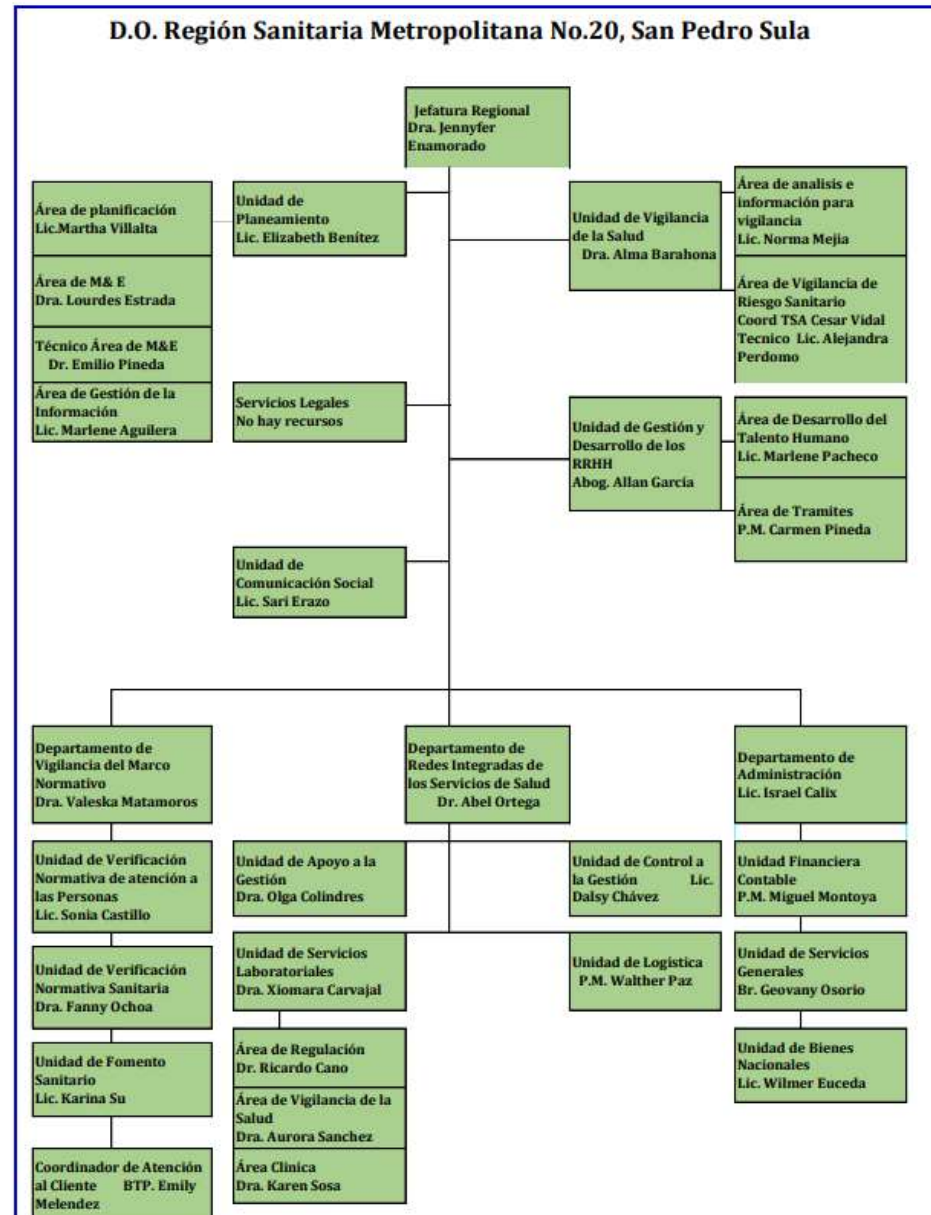 D.O. Región Sanitaria Metropolitana No.20, San Pedro Sula
Jefatura Regional
Dra. Jennyfer
Enamorado
Área de planificación
Lic.Martha Villalta
Unidad de
Planeamiento
Lic. Elizabeth Benítez
Unidad de Vigilancia
de la Salud
Dra. Alma Barahona
Área de analisis e
información para
vigilancia
Lic. Norma Mejia
Área de M& E
Dra. Lourdes Estrada
Área de Vigilancia de
Riesgo Sanitario
Coord TSA Cesar Vidal
Tecnico Lic. Alejandra
Perdomo
Técnico Área de M&E
Dr. Emilio Pineda
Área de Gestión de la
Información
Lic. Marlene Aguilera
Servicios Legales
No hay recursos
Unidad de Gestión y
Desarrollo de los
RRHH
Abog. Allan García
Área de Desarrollo del
Talento Humano
Lic. Marlene Pacheco
Área de Tramites
P.M. Carmen Pineda
Unidad de
Comunicación Social
Lic. Sari Erazo
Departamento de
Vigilancia del Marco
Normativo
Dra. Valeska Matamoros
Departamento de
Redes Integradas de
los Servicios de Salud
Dr. Abel Ortega
Departamento de
Administración
Lic. Israel Calix
Unidad de Verificación
Normativa de atención a
las Personas
Lic. Sonia Castillo
Unidad de Apoyo a la
Gestión
Dra. Olga Colindres
Unidad de Control a
la Gestión Lic.
Dalsy Chávez
Unidad Financiera
Contable
P.M. Miguel Montoya
Unidad de Verificación
Normativa Sanitaria
Dra. Fanny Ochoa
Unidad de Servicios
Laboratoriales
Dra. Xiomara Carvajal
Unidad de Logistica
P.M. Walther Paz
Unidad de Servicios
Generales
Br. Geovany Osorio
Unidad de Fomento
Sanitario
Lic. Karina Su
Área de Regulación
Dr. Ricardo Cano
Unidad de Bienes
Nacionales
Lic. Wilmer Euceda
Área de Vigilancia de la
Salud
Dra. Aurora Sanchez
Coordinador de Atención
al Cliente BTP. Emily
Melendez
Área Clinica
Dra. Karen Sosa